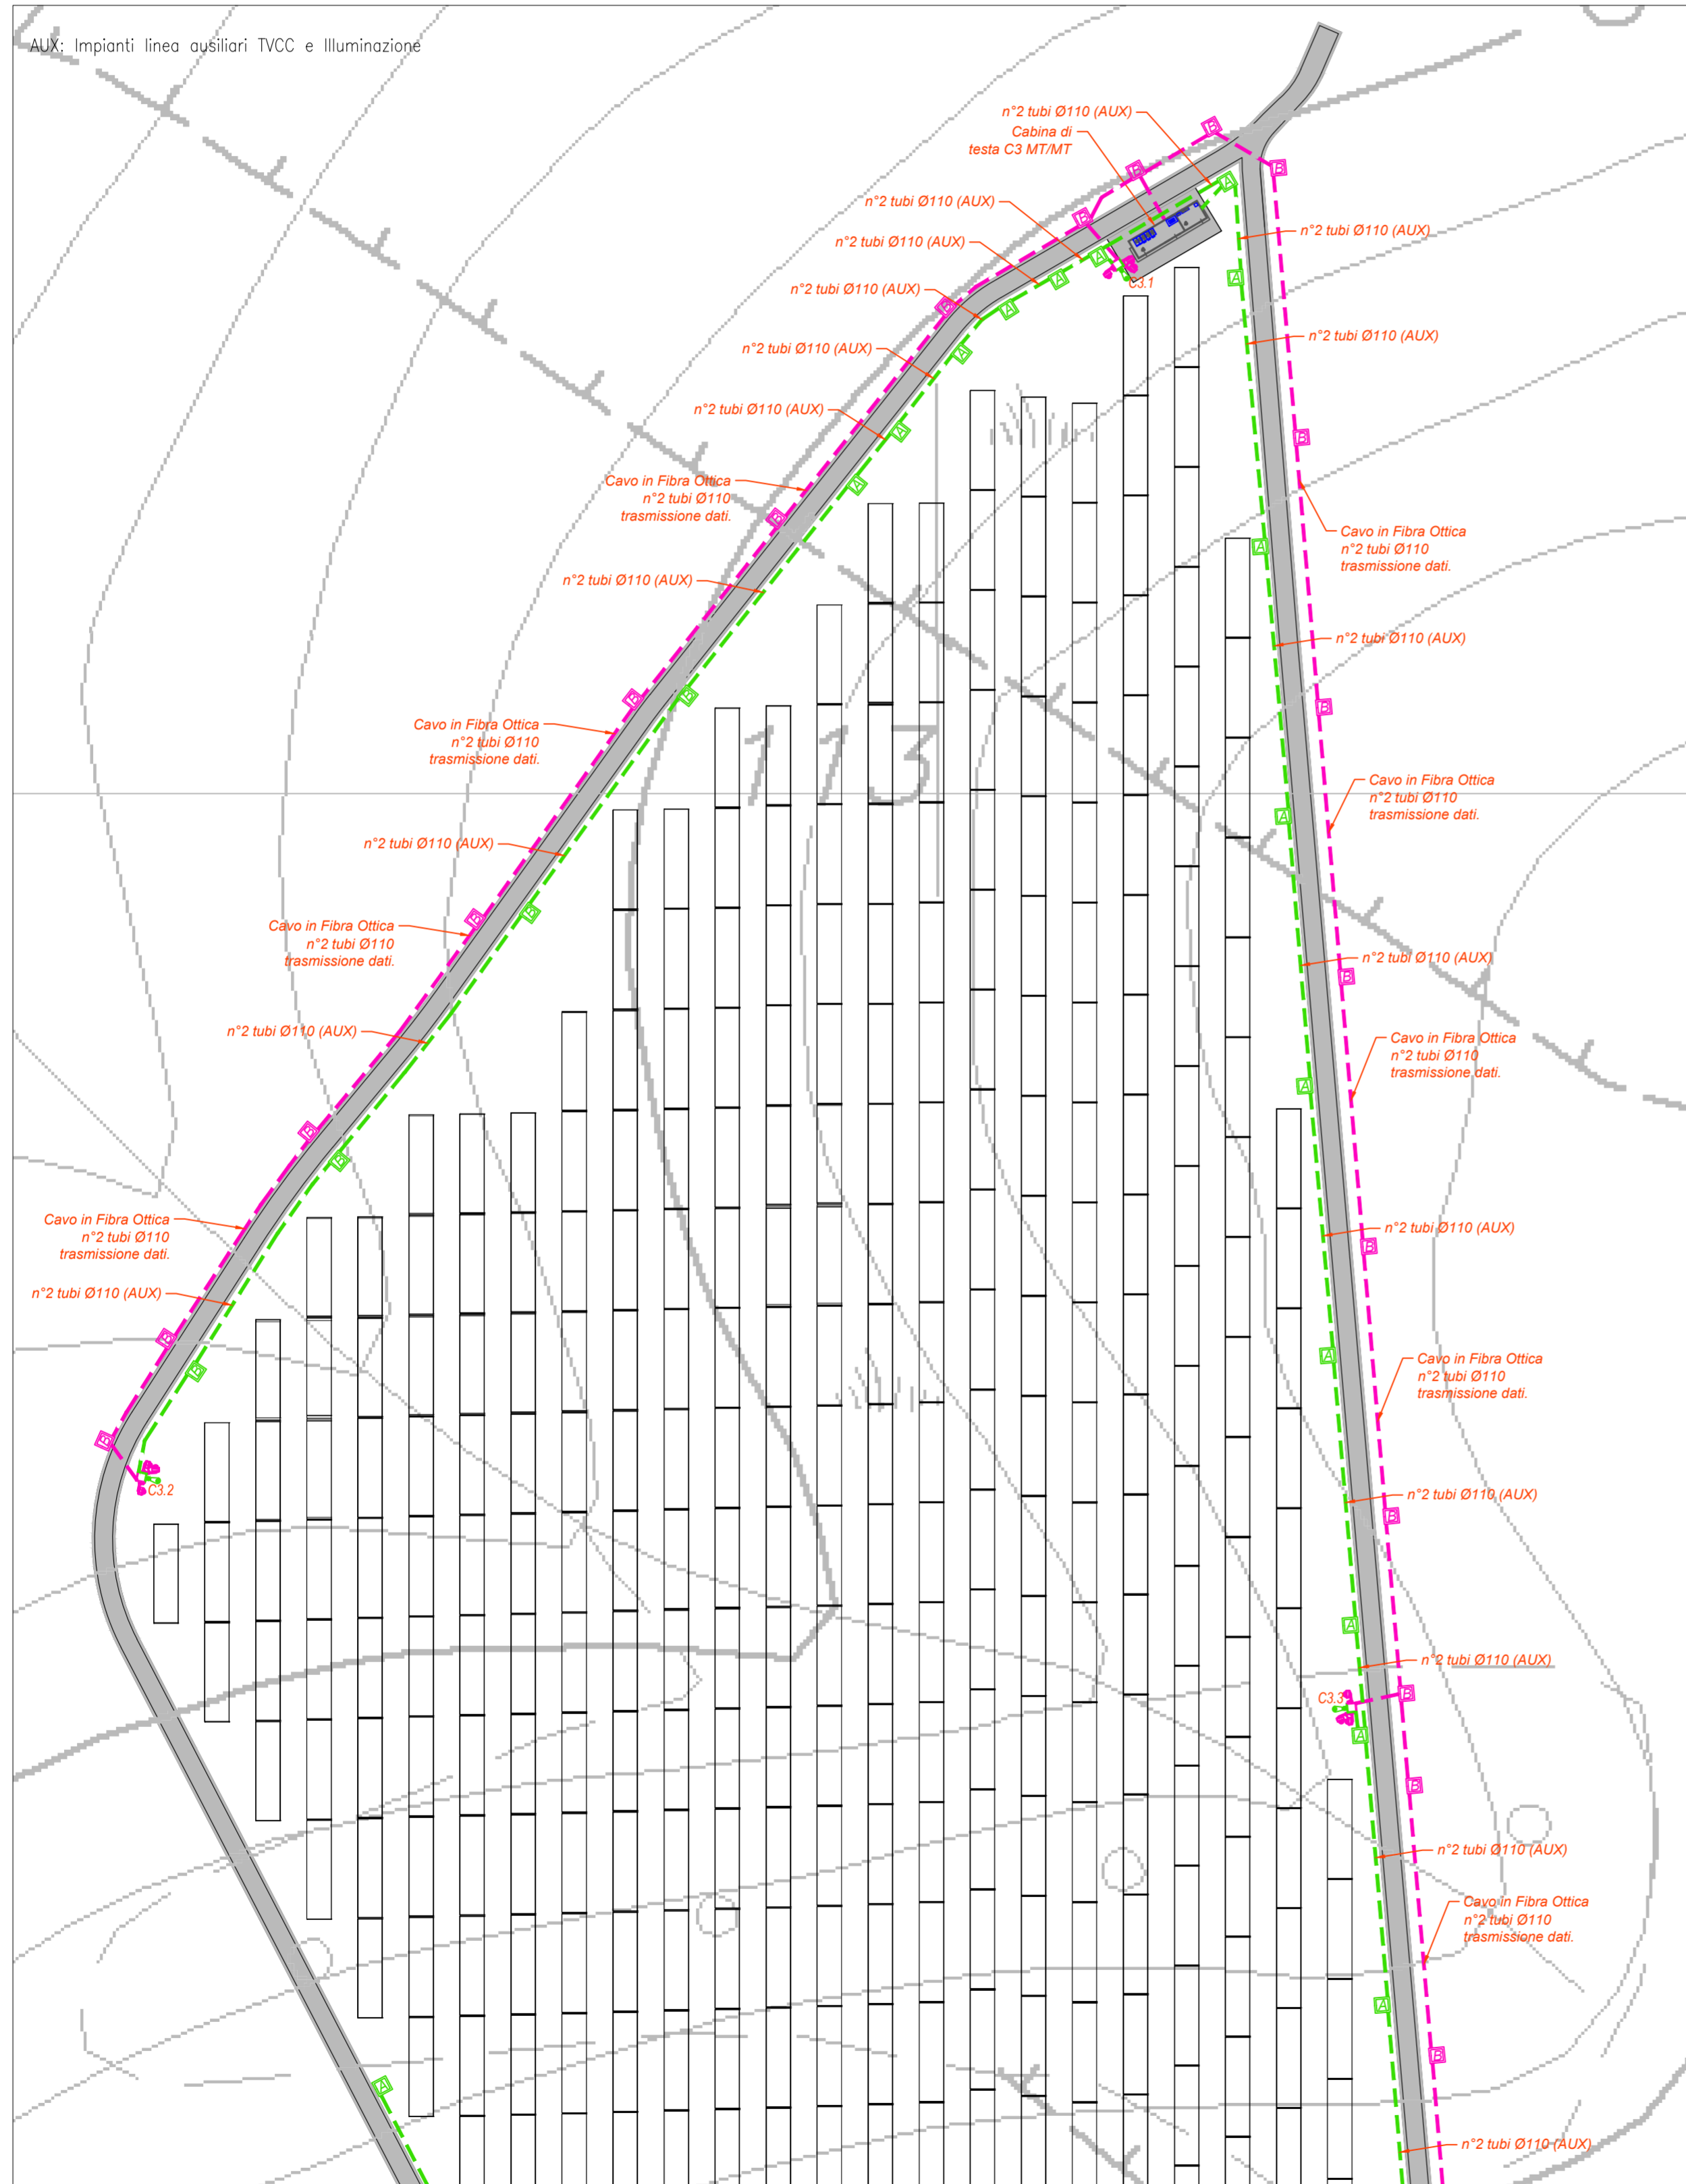 AUX: Impianti linea ausiliari TVCC e Illuminazione
n°2 tubi Ø110 (AUX)
Cabina di
testa C3 MT/MT
B
B
B
A
n°2 tubi Ø110 (AUX)
B
n°2 tubi Ø110 (AUX)
n°2 tubi Ø110 (AUX)
A
A
A
C3.1
n°2 tubi Ø110 (AUX)
B
A
n°2 tubi Ø110 (AUX)
n°2 tubi Ø110 (AUX)
A
n°2 tubi Ø110 (AUX)
A
B
Cavo in Fibra Ottica
n°2 tubi Ø110
trasmissione dati.
A
B
Cavo in Fibra Ottica
n°2 tubi Ø110
trasmissione dati.
A
n°2 tubi Ø110 (AUX)
n°2 tubi Ø110 (AUX)
B
B
B
Cavo in Fibra Ottica
n°2 tubi Ø110
trasmissione dati.
113
Cavo in Fibra Ottica
n°2 tubi Ø110
trasmissione dati.
A
n°2 tubi Ø110 (AUX)
B
B
Cavo in Fibra Ottica
n°2 tubi Ø110
trasmissione dati.
n°2 tubi Ø110 (AUX)
B
n°2 tubi Ø110 (AUX)
Cavo in Fibra Ottica
n°2 tubi Ø110
trasmissione dati.
A
B
B
Cavo in Fibra Ottica
n°2 tubi Ø110
trasmissione dati.
n°2 tubi Ø110 (AUX)
B
n°2 tubi Ø110 (AUX)
B
B
A
Cavo in Fibra Ottica
n°2 tubi Ø110
trasmissione dati.
B
C3.2
n°2 tubi Ø110 (AUX)
B
A
n°2 tubi Ø110 (AUX)
C3.3
B
A
B
n°2 tubi Ø110 (AUX)
Cavo in Fibra Ottica
n°2 tubi Ø110
trasmissione dati.
A
B
A
n°2 tubi Ø110 (AUX)